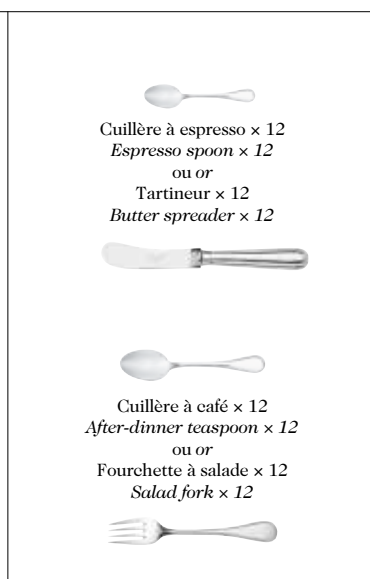 Cuillère à espresso × 12
Espresso spoon × 12
ou or
Tartineur × 12
Butter spreader × 12
Cuillère à café × 12
After-dinner teaspoon × 12
ou or
Fourchette à salade × 12
Salad fork × 12